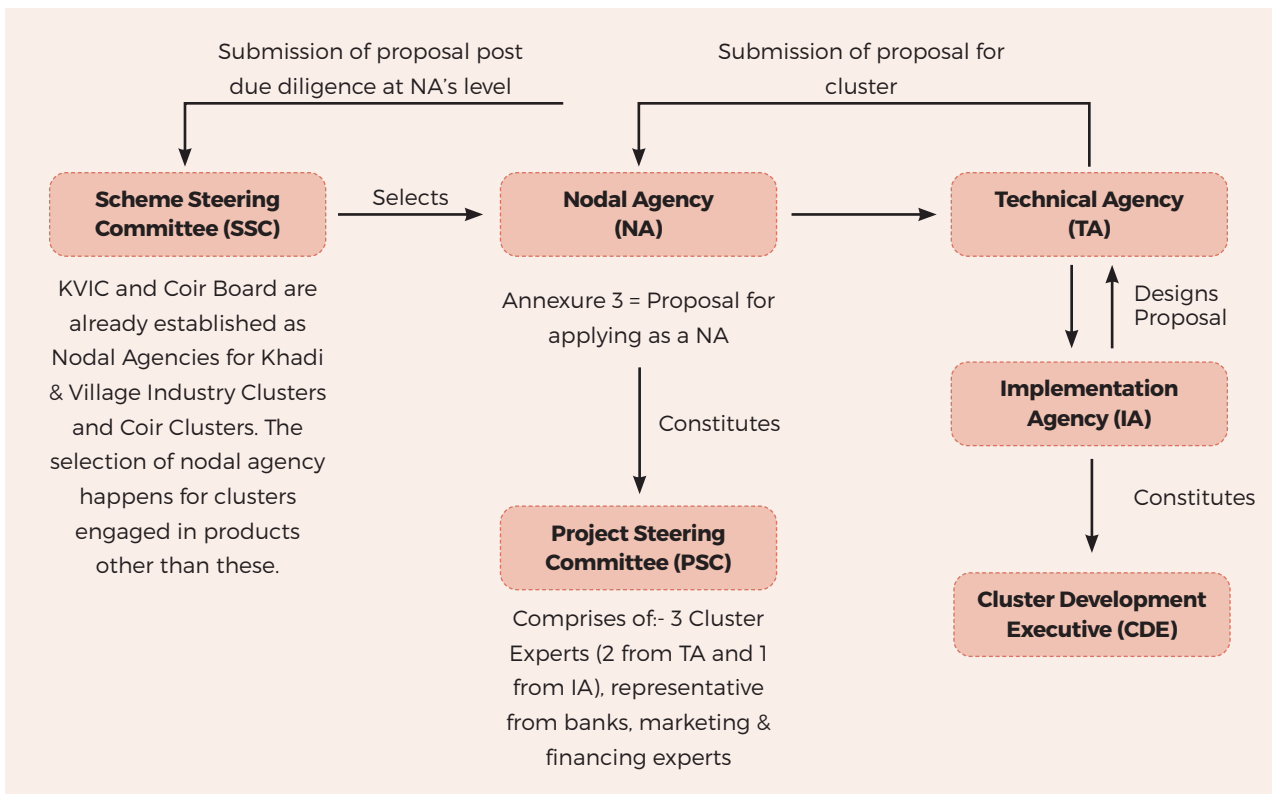 Submission of proposal post
due diligence at NA's level
Submission of proposal for
cluster
Scheme Steering
Committee (SSC)
Selects
Nodal Agency
(NA)
Technical Agency
(TA)
KVIC and Coir Board are
already established as
Nodal Agencies for Khadi
& Village Industry Clusters
and Coir Clusters. The
selection of nodal agency
happens for clusters
engaged in products
other than these.
Annexure 3 = Proposal for
applying as a NA
Constitutes
Project Steering
Committee (PSC)
Comprises of:- 3 Cluster
Experts (2 from TA and 1
from IA), representative
from banks, marketing &
financing experts
Designs
Proposal
Implementation
Agency (IA)
Constitutes
Cluster Development
Executive (CDE)